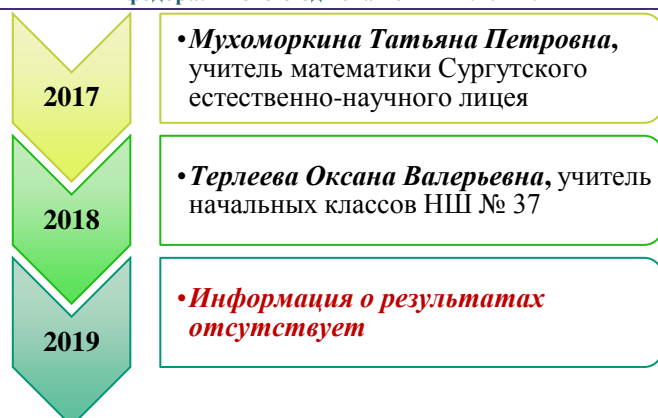 2017
•Мухоморкина Татьяна Петровна,
учитель математики Сургутского
естественно-научного лицея
2018
•Терлеева Оксана Валерьевна, учитель
начальных классов НШ № 37
2019
•Информация о результатах
отсутствует